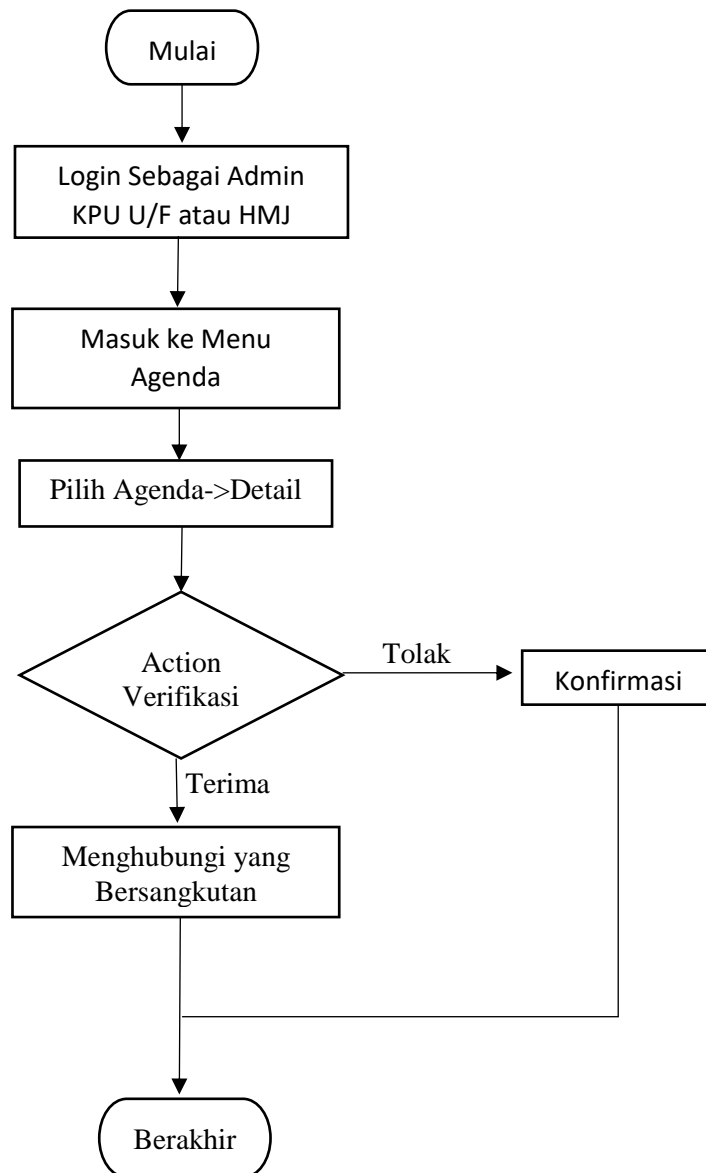 Mulai
Login Sebagai Admin
KPU U/F atau HMJ
Masuk ke Menu
Agenda
Pilih Agenda->Detail
Action
Verifikasi
Tolak
Konfirmasi
Terima
Menghubungi yang
Bersangkutan
Berakhir